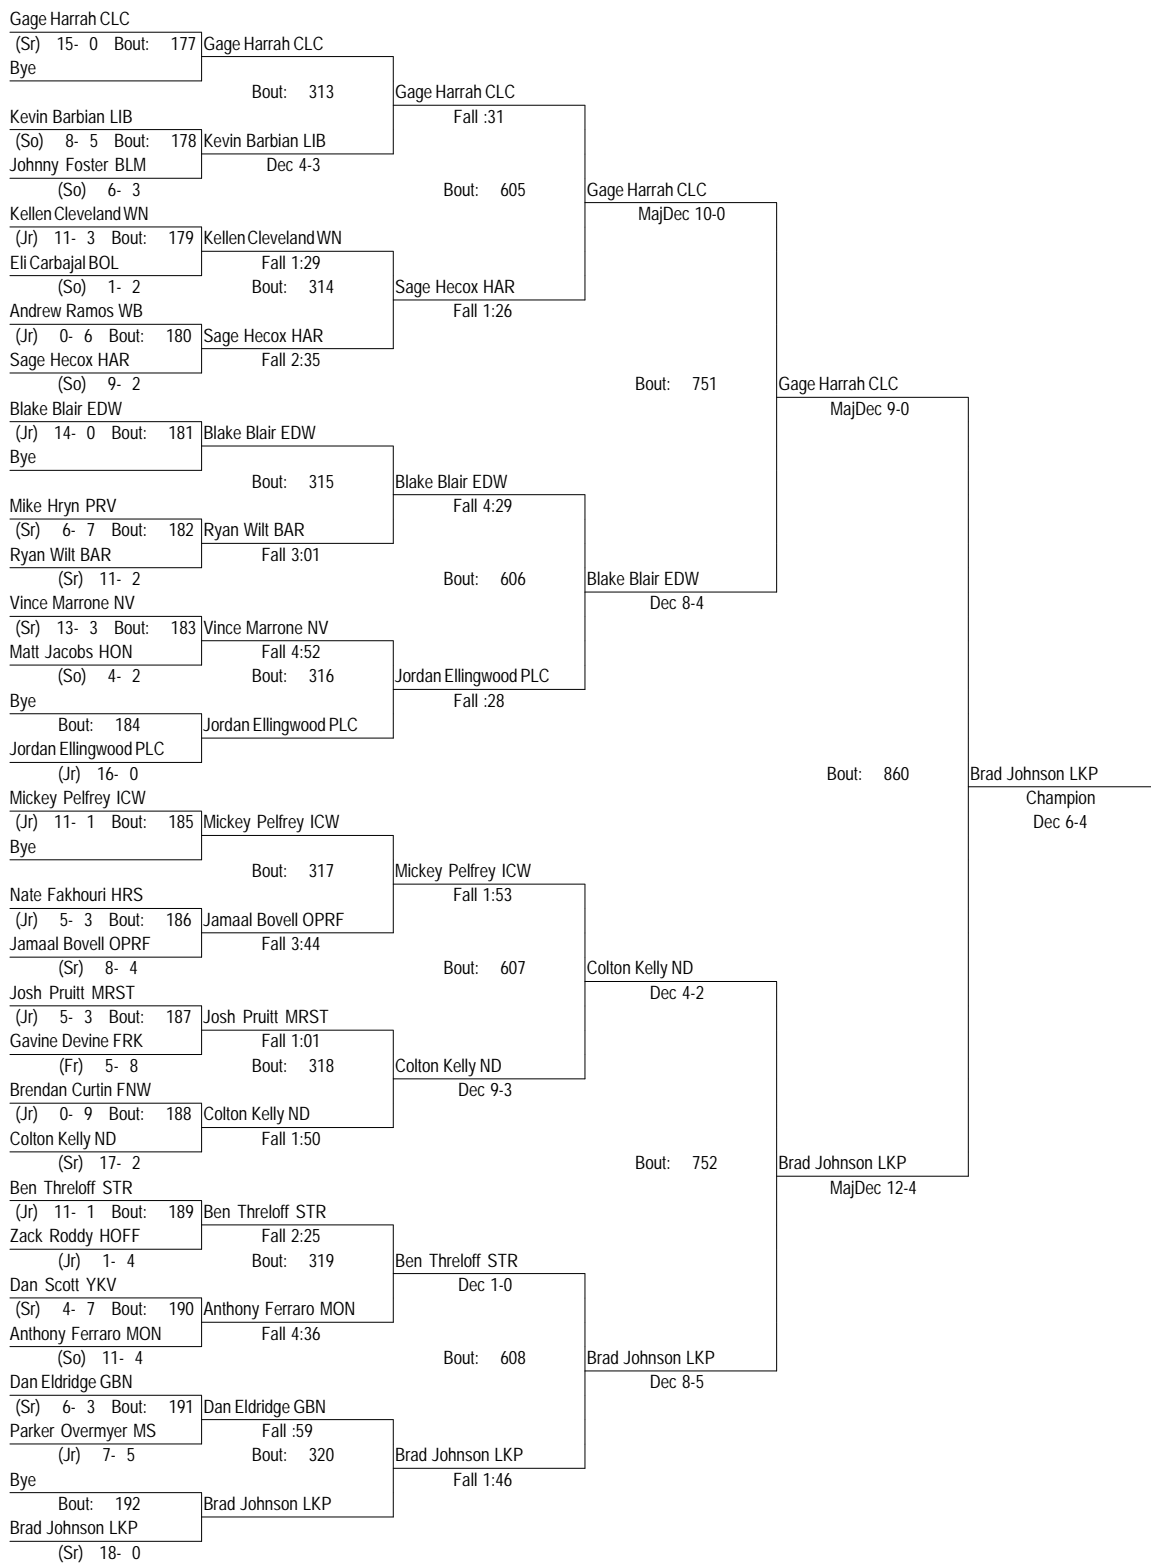 Gage Harrah CLC
(Sr) 15- 0 Bout: 177 Gage Harrah CLC
Bye
Bout: 313 Gage Harrah CLC
Kevin Barbian LIB Fall :31
(So) 8- 5 Bout: 178 Kevin Barbian LIB
Johnny Foster BLM Dec 4-3
(So) 6- 3 Bout: 605 Gage Harrah CLC
Kellen Cleveland WN MajDec 10-0
(Jr) 11- 3 Bout: 179 Kellen Cleveland WN
Eli Carbajal BOL Fall 1:29
(So) 1- 2 Bout: 314 Sage Hecox HAR
Andrew Ramos WB Fall 1:26
(Jr) 0- 6 Bout: 180 Sage Hecox HAR
Sage Hecox HAR Fall 2:35
(So) 9- 2 Bout: 751 Gage Harrah CLC
Blake Blair EDW MajDec 9-0
(Jr) 14- 0 Bout: 181 Blake Blair EDW
Bye
Bout: 315 Blake Blair EDW
Mike Hryn PRV Fall 4:29
(Sr) 6- 7 Bout: 182 Ryan Wilt BAR
Ryan Wilt BAR Fall 3:01
(Sr) 11- 2 Bout: 606 Blake Blair EDW
Vince Marrone NV Dec 8-4
(Sr) 13- 3 Bout: 183 Vince Marrone NV
Matt Jacobs HON Fall 4:52
(So) 4- 2 Bout: 316 Jordan Ellingwood PLC
Bye Fall :28
Bout: 184 Jordan Ellingwood PLC
Jordan Ellingwood PLC
(Jr) 16- 0 Bout: 860 Brad Johnson LKP
Mickey Pelfrey ICW Champion
(Jr) 11- 1 Bout: 185 Mickey Pelfrey ICW Dec 6-4
Bye
Bout: 317 Mickey Pelfrey ICW
Nate Fakhouri HRS Fall 1:53
(Jr) 5- 3 Bout: 186 Jamaal Bovell OPRF
Jamaal Bovell OPRF Fall 3:44
(Sr) 8- 4 Bout: 607 Colton Kelly ND
Josh Pruitt MRST Dec 4-2
(Jr) 5- 3 Bout: 187 Josh Pruitt MRST
Gavine Devine FRK Fall 1:01
(Fr) 5- 8 Bout: 318 Colton Kelly ND
Brendan Curtin FNW Dec 9-3
(Jr) 0- 9 Bout: 188 Colton Kelly ND
Colton Kelly ND Fall 1:50
(Sr) 17- 2 Bout: 752 Brad Johnson LKP
Ben Threloff STR MajDec 12-4
(Jr) 11- 1 Bout: 189 Ben Threloff STR
Zack Roddy HOFF Fall 2:25
(Jr) 1- 4 Bout: 319 Ben Threloff STR
Dan Scott YKV Dec 1-0
(Sr) 4- 7 Bout: 190 Anthony Ferraro MON
Anthony Ferraro MON Fall 4:36
(So) 11- 4 Bout: 608 Brad Johnson LKP
Dan Eldridge GBN Dec 8-5
(Sr) 6- 3 Bout: 191 Dan Eldridge GBN
Parker Overmyer MS Fall :59
(Jr) 7- 5 Bout: 320 Brad Johnson LKP
Bye Fall 1:46
Bout: 192 Brad Johnson LKP
Brad Johnson LKP
(Sr) 18- 0